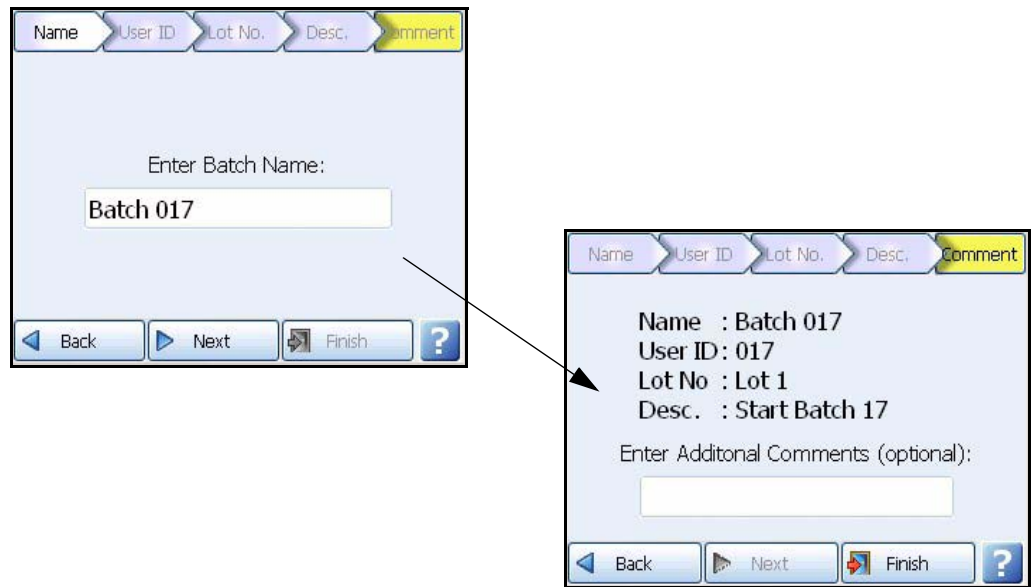 Name User ID Lot No. Desc. omment
Enter Batch Name:
Batch 017
Back Next Finish ?
Name User ID Lot No. Desc. Comment
Name : Batch 017
User ID: 017
Lot No : Lot 1
Desc. : Start Batch 17
Enter Additonal Comments (optional):
Back Next Finish ?